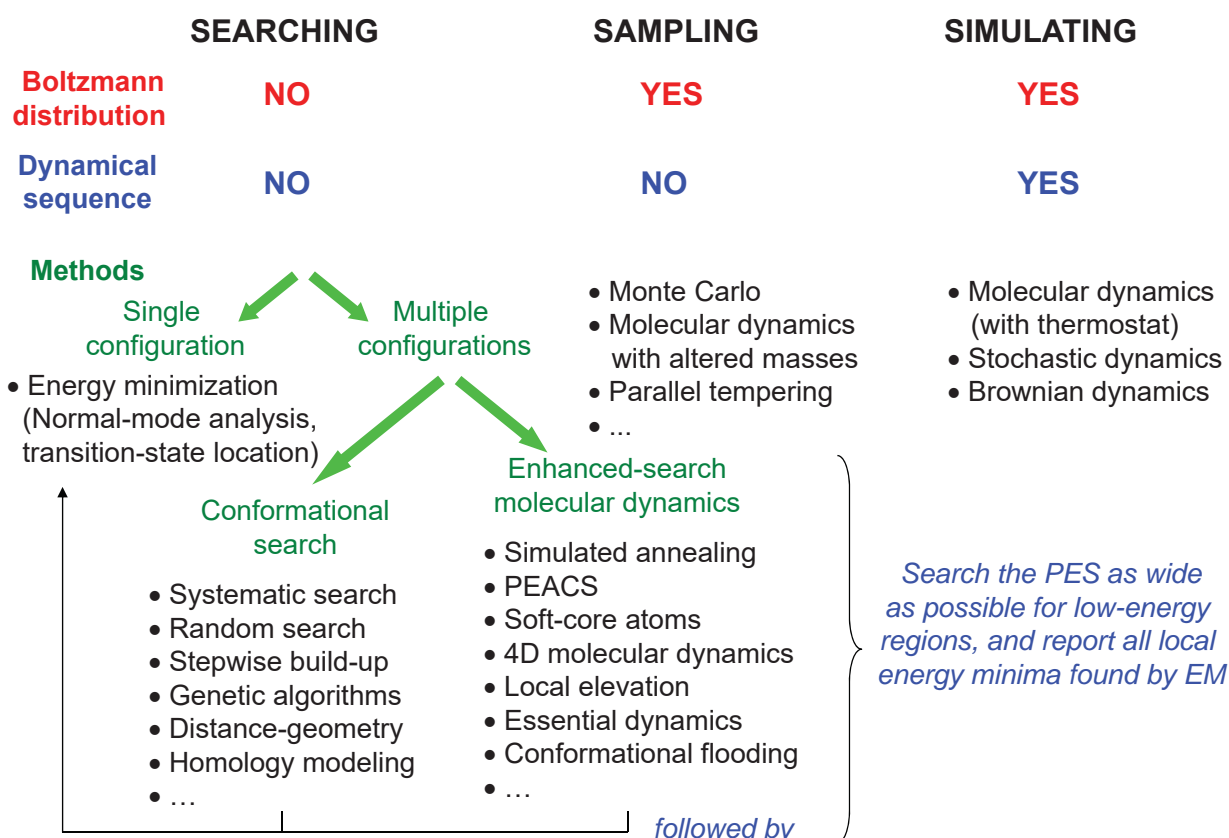 SEARCHING SAMPLING SIMULATING
Boltzmann
distribution
NO YES YES
Dynamical
sequence
NO NO YES
Methods
Single
configuration
Multiple
configurations
• Energy minimization
(Normal-mode analysis,
transition-state location)
• Monte Carlo
• Molecular dynamics
with altered masses
• Parallel tempering
• ...
• Molecular dynamics
(with thermostat)
• Stochastic dynamics
• Brownian dynamics
Conformational
search
• Systematic search
• Random search
• Stepwise build-up
• Genetic algorithms
• Distance-geometry
• Homology modeling
• …
Enhanced-search
molecular dynamics
• Simulated annealing
• PEACS
• Soft-core atoms
• 4D molecular dynamics
• Local elevation
• Essential dynamics
• Conformational flooding
• …
Search the PES as wide
as possible for low-energy
regions, and report all local
energy minima found by EM
followed by